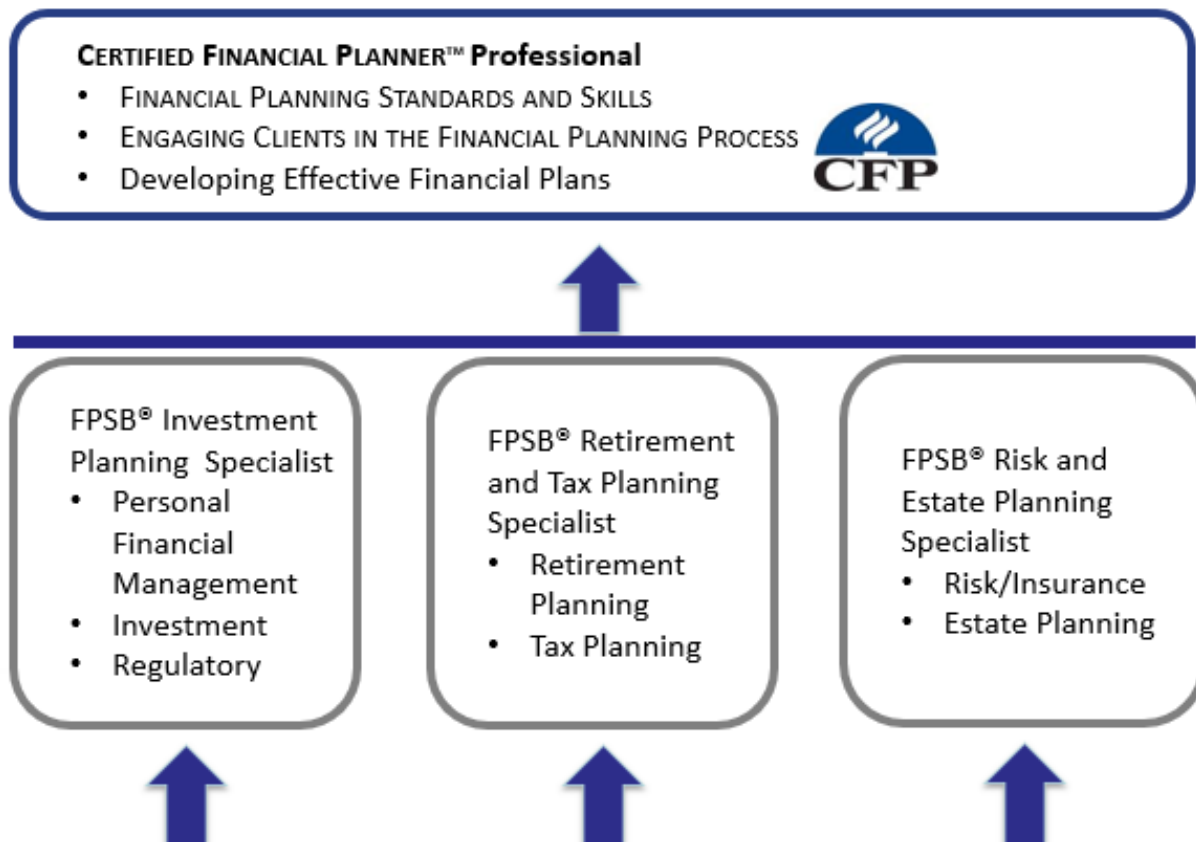 CERTIFIED FINANCIAL PLANNER™ Professional
• FINANCIAL PLANNING STANDARDS AND SKILLS
• ENGAGING CLIENTS IN THE FINANCIAL PLANNING PROCESS
• Developing Effective Financial Plans
CFP
FPSB® Investment
Planning Specialist
• Personal
Financial
Management
• Investment
• Regulatory
FPSB® Retirement
and Tax Planning
Specialist
• Retirement
Planning
• Tax Planning
FPSB® Risk and
Estate Planning
Specialist
• Risk/Insurance
• Estate Planning